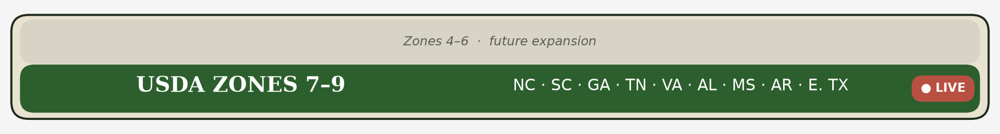 Zones 4–6 · future expansion
USDA ZONES 7–9
NC · SC · GA · TN · VA · AL · MS · AR · E. TX
● LIVE